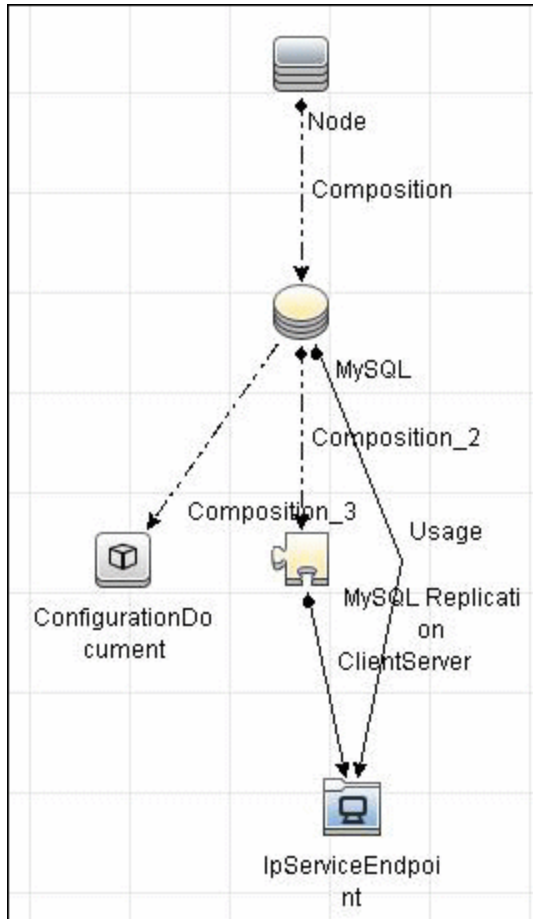 Node
Composition
MySQL
Composition_2
Composition_3
Usage
ConfigurationDo
cument
MySQL Replicati
on
ClientServer
IpServiceEndpoi
nt